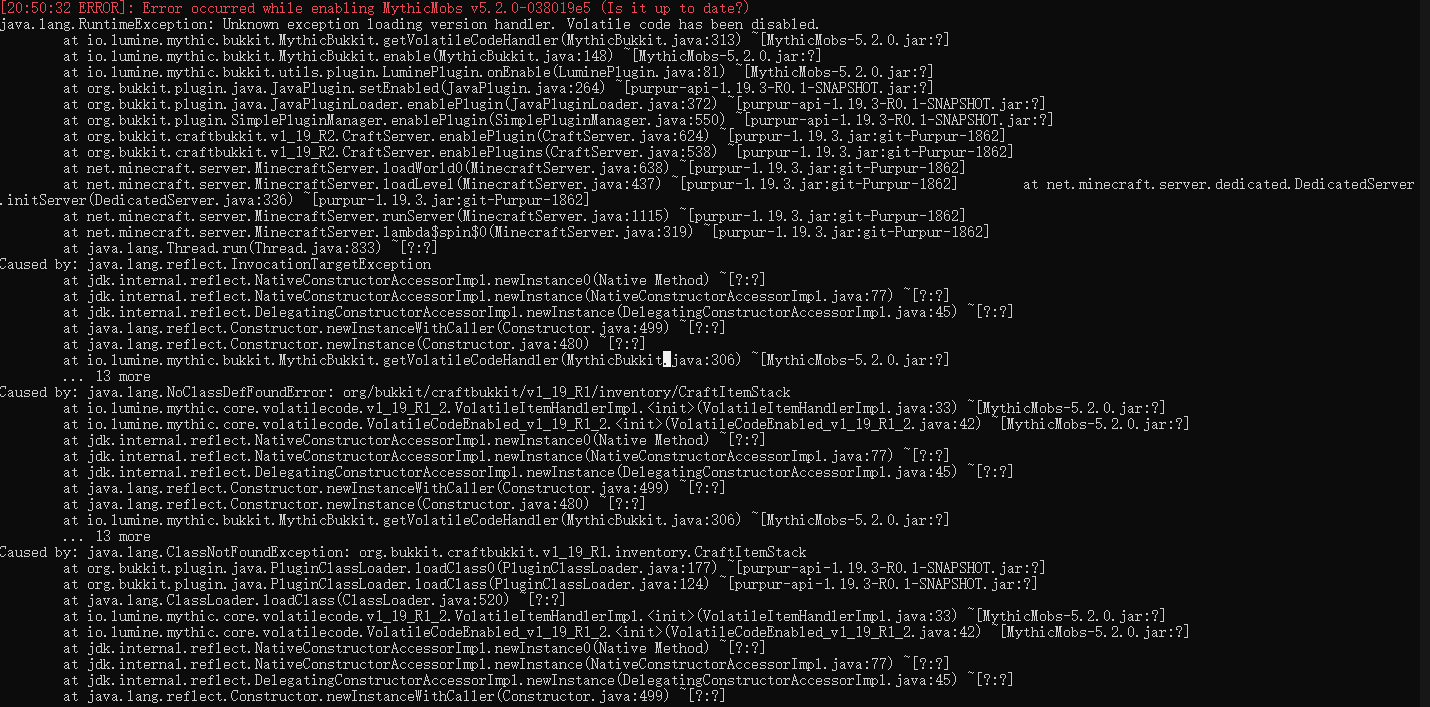 [20:50:32 ERROR]: Error occurred while enabling MythicMobs v5.2.0-038019e5 (Is it up to date?)
java.lang.RuntimeException: Unknown exception loading version handler. Volatile code has been disabled.
at io.lumine.mythic.bukkit.MythicBukkit.getVolatileCodeHandler(MythicBukkit.java:313) ~[MythicMobs-5.2.0.jar:?]
at io.lumine.mythic.bukkit.MythicBukkit.enable(MythicBukkit.java:148) ~[MythicMobs-5.2.0.jar:?]
at io.lumine.mythic.bukkit.utils.plugin.LuminePlugin.onEnable(LuminePlugin.java:81) ~[MythicMobs-5.2.0.jar:?]
at org.bukkit.plugin.java.JavaPlugin.setEnabled(JavaPlugin.java:264) ~[purpur-api-1.19.3-R0.1-SNAPSHOT.jar:?]
at org.bukkit.plugin.java.JavaPluginLoader.enablePlugin(JavaPluginLoader.java:372) ~[purpur-api-1.19.3-R0.1-SNAPSHOT.jar:?]
at org.bukkit.plugin.SimplePluginManager.enablePlugin(SimplePluginManager.java:550) ~[purpur-api-1.19.3-R0.1-SNAPSHOT.jar:?]
at org.bukkit.craftbukkit.v1_19_R2.CraftServer.enablePlugin(CraftServer.java:624) ~[purpur-1.19.3.jar:git-Purpur-1862]
at org.bukkit.craftbukkit.v1_19_R2.CraftServer.enablePlugins(CraftServer.java:538) ~[purpur-1.19.3.jar:git-Purpur-1862]
at net.minecraft.server.MinecraftServer.loadWorld0(MinecraftServer.java:638) ~[purpur-1.19.3.jar:git-Purpur-1862]
at net.minecraft.server.MinecraftServer.loadLevel(MinecraftServer.java:437) ~[purpur-1.19.3.jar:git-Purpur-1862] at net.minecraft.server.dedicated.DedicatedServer
.initServer(DedicatedServer.java:336) ~[purpur-1.19.3.jar:git-Purpur-1862]
at net.minecraft.server.MinecraftServer.runServer(MinecraftServer.java:1115) ~[purpur-1.19.3.jar:git-Purpur-1862]
at net.minecraft.server.MinecraftServer.lambda$spin$0(MinecraftServer.java:319) ~[purpur-1.19.3.jar:git-Purpur-1862]
at java.lang.Thread.run(Thread.java:833) ~[?:?]
Caused by: java.lang.reflect.InvocationTargetException
at jdk.internal.reflect.NativeConstructorAccessorImpl.newInstance0(Native Method) ~[?:?]
at jdk.internal.reflect.NativeConstructorAccessorImpl.newInstance(NativeConstructorAccessorImpl.java:77) ~[?:?]
at jdk.internal.reflect.DelegatingConstructorAccessorImpl.newInstance(DelegatingConstructorAccessorImpl.java:45) ~[?:?]
at java.lang.reflect.Constructor.newInstanceWithCaller(Constructor.java:499) ~[?:?]
at java.lang.reflect.Constructor.newInstance(Constructor.java:480) ~[?:?]
at io.lumine.mythic.bukkit.MythicBukkit.getVolatileCodeHandler(MythicBukkit.java:306) ~[MythicMobs-5.2.0.jar:?]
... 13 more
Caused by: java.lang.NoClassDefFoundError: org/bukkit/craftbukkit/v1_19_R1/inventory/CraftItemStack
at io.lumine.mythic.core.volatilecode.v1_19_R1_2.VolatileItemHandlerImpl.<init>(VolatileItemHandlerImpl.java:33) ~[MythicMobs-5.2.0.jar:?]
at io.lumine.mythic.core.volatilecode.VolatileCodeEnabled_v1_19_R1_2.<init>(VolatileCodeEnabled_v1_19_R1_2.java:42) ~[MythicMobs-5.2.0.jar:?]
at jdk.internal.reflect.NativeConstructorAccessorImpl.newInstance0(Native Method) ~[?:?]
at jdk.internal.reflect.NativeConstructorAccessorImpl.newInstance(NativeConstructorAccessorImpl.java:77) ~[?:?]
at jdk.internal.reflect.DelegatingConstructorAccessorImpl.newInstance(DelegatingConstructorAccessorImpl.java:45) ~[?:?]
at java.lang.reflect.Constructor.newInstanceWithCaller(Constructor.java:499) ~[?:?]
at java.lang.reflect.Constructor.newInstance(Constructor.java:480) ~[?:?]
at io.lumine.mythic.bukkit.MythicBukkit.getVolatileCodeHandler(MythicBukkit.java:306) ~[MythicMobs-5.2.0.jar:?]
... 13 more
Caused by: java.lang.ClassNotFoundException: org.bukkit.craftbukkit.v1_19_R1.inventory.CraftItemStack
at org.bukkit.plugin.java.PluginClassLoader.loadClass0(PluginClassLoader.java:177) ~[purpur-api-1.19.3-R0.1-SNAPSHOT.jar:?]
at org.bukkit.plugin.java.PluginClassLoader.loadClass(PluginClassLoader.java:124) ~[purpur-api-1.19.3-R0.1-SNAPSHOT.jar:?]
at java.lang.ClassLoader.loadClass(ClassLoader.java:520) ~[?:?]
at io.lumine.mythic.core.volatilecode.v1_19_R1_2.VolatileItemHandlerImpl.<init>(VolatileItemHandlerImpl.java:33) ~[MythicMobs-5.2.0.jar:?]
at io.lumine.mythic.core.volatilecode.VolatileCodeEnabled_v1_19_R1_2.<init>(VolatileCodeEnabled_v1_19_R1_2.java:42) ~[MythicMobs-5.2.0.jar:?]
at jdk.internal.reflect.NativeConstructorAccessorImpl.newInstance0(Native Method) ~[?:?]
at jdk.internal.reflect.NativeConstructorAccessorImpl.newInstance(NativeConstructorAccessorImpl.java:77) ~[?:?]
at jdk.internal.reflect.DelegatingConstructorAccessorImpl.newInstance(DelegatingConstructorAccessorImpl.java:45) ~[?:?]
at java.lang.reflect.Constructor.newInstanceWithCaller(Constructor.java:499) ~[?:?]